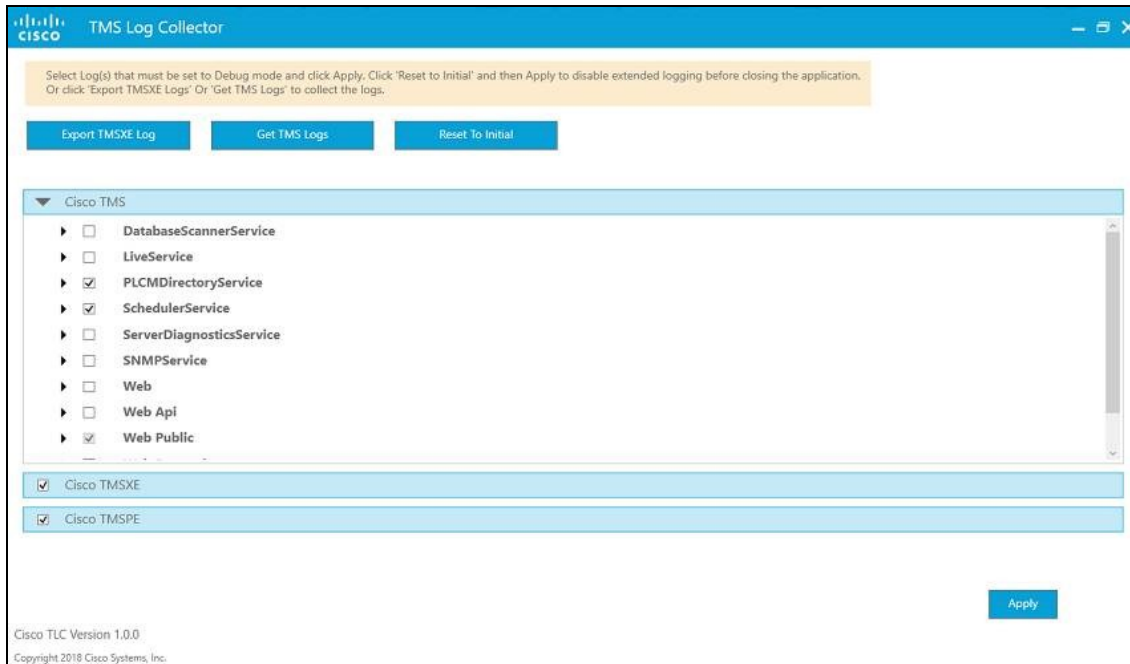 CISCO
TMS Log Collector
Select Log(s) that must be set to Debug mode and click Apply. Click 'Reset to Initial' and then Apply to disable extended logging before closing the application.
Or click 'Export TMSXE Logs' Or 'Get TMS Logs' to collect the logs.
Export TMSXE Log
Get TMS Logs
Reset To Initial
Cisco TMS
DatabaseScannerService
LiveService
PLCMDirectoryService
SchedulerService
ServerDiagnosticsService
SNMPService
Web
Web Api
Web Public
Cisco TMSXE
Cisco TMSPE
Apply
Cisco TLC Version 1.0.0
Copyright 2018 Cisco Systems, Inc.